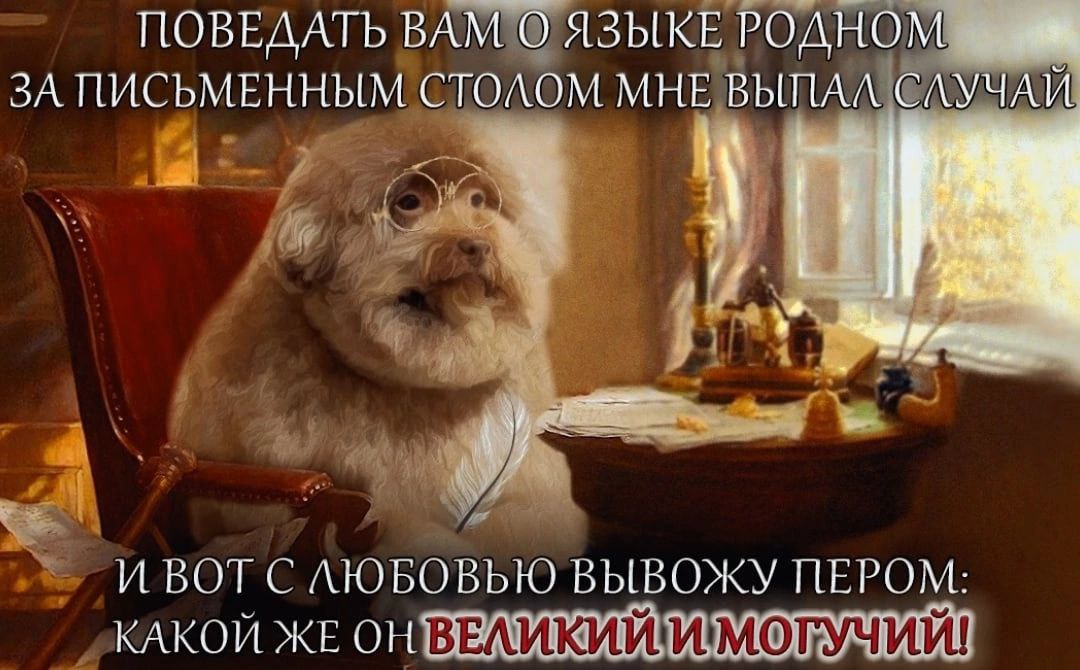 ПОВЕДАТЬ ВАМ О ЯЗЫКЕ РОДНОМ
ЗА ПИСЬМЕННЫМ СТОЛОМ МНЕ ВЫПАЛ СЛУЧАЙ
И ВОТ С ЛЮБОВЬЮ ВЫВОЖУ ПЕРОМ:
КАКОЙ ЖЕ ОН ВЕЛИКИЙ И МОГУЧИЙ!